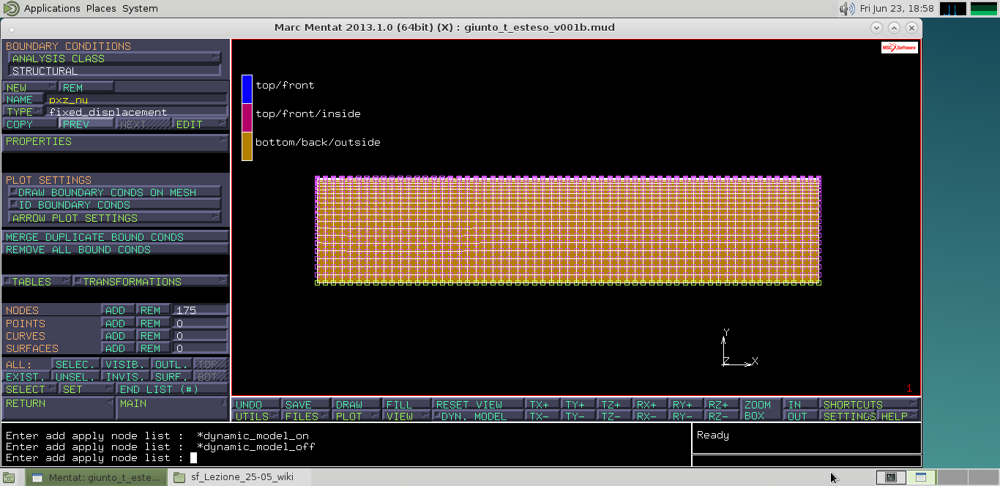 Applications Places System
Fri Jun 23, 18:58
Marc Mentat 2013.1.0 (64bit) (X) : giunto_t_esteso_v001b.mud
BOUNDARY CONDITIONS
ANALYSIS CLASS
STRUCTURAL
NEW REM
NAME pxz_nu
TYPE fixed_displacement
COPY PREV NEXT EDIT
PROPERTIES
PLOT SETTINGS
DRAW BOUNDARY CONDS ON MESH
ID BOUNDARY CONDS
ARROW PLOT SETTINGS
MERGE DUPLICATE BOUND CONDS
REMOVE ALL BOUND CONDS
TABLES TRANSFORMATIONS
NODES ADD REM 175
POINTS ADD REM 0
CURVES ADD REM 0
SURFACES ADD REM 0
ALL: SELEC. VISIB. OUTL. TOP
EXIST. UNSEL. INVIS. SURF. BOT.
SELECT SET END LIST (#)
RETURN MAIN
MSC Software
top/front
top/front/inside
bottom/back/outside
Y
Z X
1
UNDO SAVE DRAW FILL RESET VIEW TX+ TY+ TZ+ RX+ RY+ RZ+ ZOOM IN SHORTCUTS
UTILS FILES PLOT VIEW DYN. MODEL TX- TY- TZ- RX- RY- RZ- BOX OUT SETTINGS HELP
Enter add apply node list : *dynamic_model_on
Enter add apply node list : *dynamic_model_off
Enter add apply node list :
Ready
Mentat: giunto_t_este... sf_Lezione_25-05_wiki